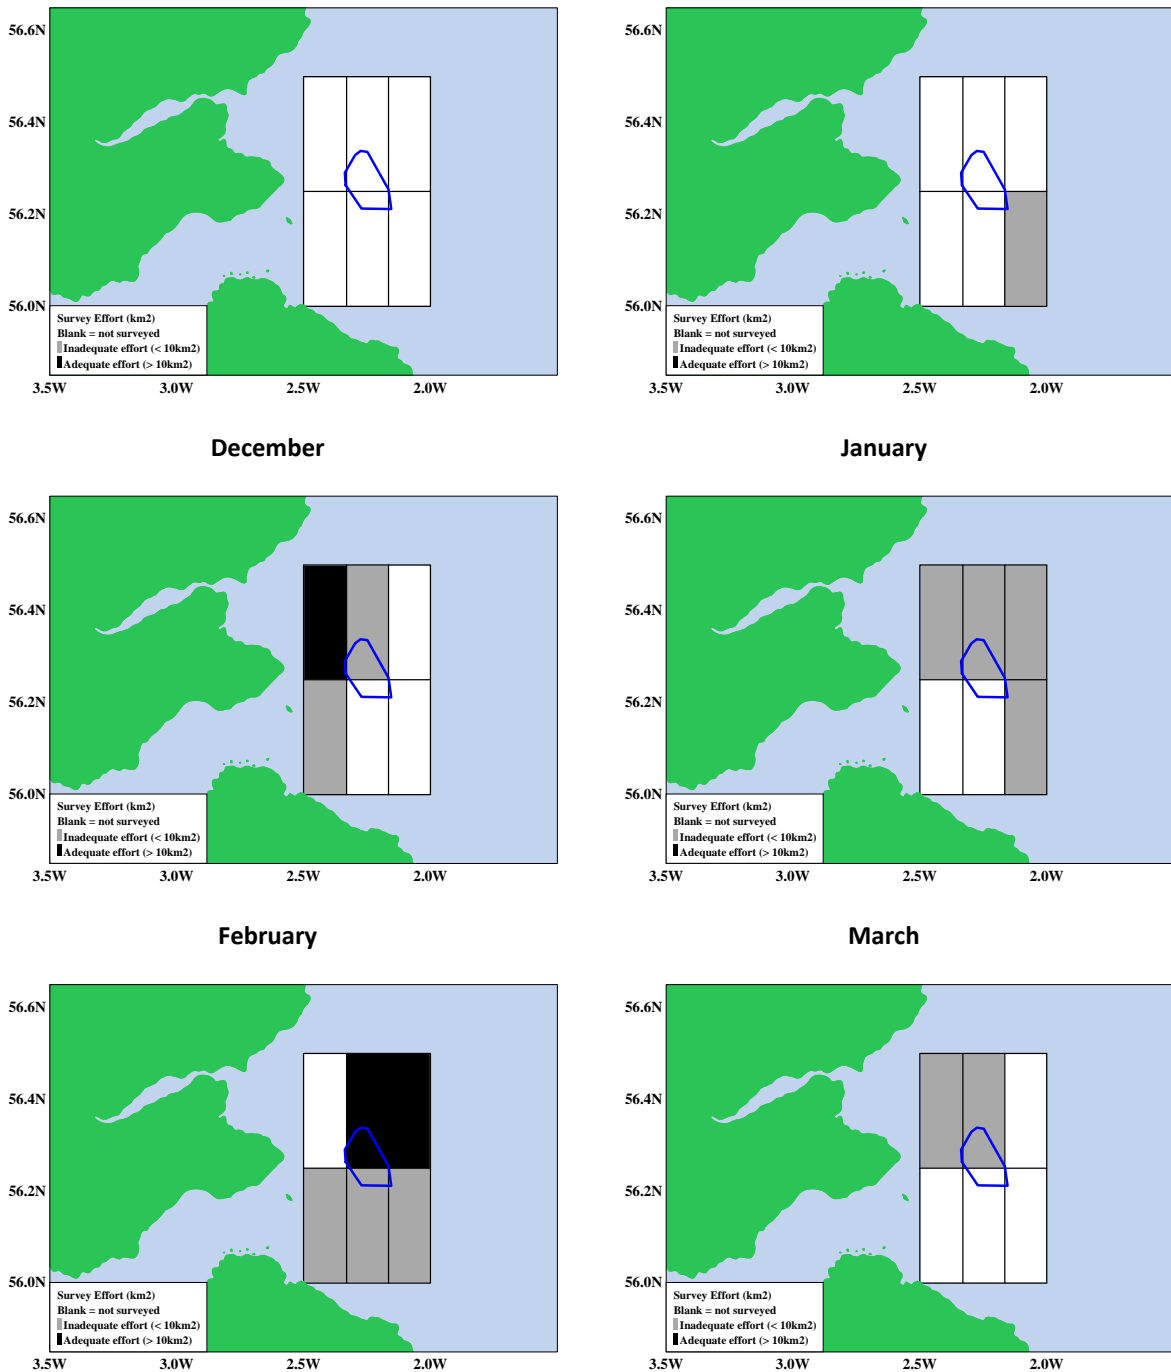 56.6N
56.4N
56.2N
56.0N
Survey Effort (km2)
Blank = not surveyed
Inadequate effort (< 10km2)
Adequate effort (> 10km2)
3.5W 3.0W 2.5W 2.0W
56.6N
56.4N
56.2N
56.0N
Survey Effort (km2)
Blank = not surveyed
Inadequate effort (< 10km2)
Adequate effort (> 10km2)
3.5W 3.0W 2.5W 2.0W
December January
56.6N
56.4N
56.2N
56.0N
Survey Effort (km2)
Blank = not surveyed
Inadequate effort (< 10km2)
Adequate effort (> 10km2)
3.5W 3.0W 2.5W 2.0W
56.6N
56.4N
56.2N
56.0N
Survey Effort (km2)
Blank = not surveyed
Inadequate effort (< 10km2)
Adequate effort (> 10km2)
3.5W 3.0W 2.5W 2.0W
February March
56.6N
56.4N
56.2N
56.0N
Survey Effort (km2)
Blank = not surveyed
Inadequate effort (< 10km2)
Adequate effort (> 10km2)
3.5W 3.0W 2.5W 2.0W
56.6N
56.4N
56.2N
56.0N
Survey Effort (km2)
Blank = not surveyed
Inadequate effort (< 10km2)
Adequate effort (> 10km2)
3.5W 3.0W 2.5W 2.0W